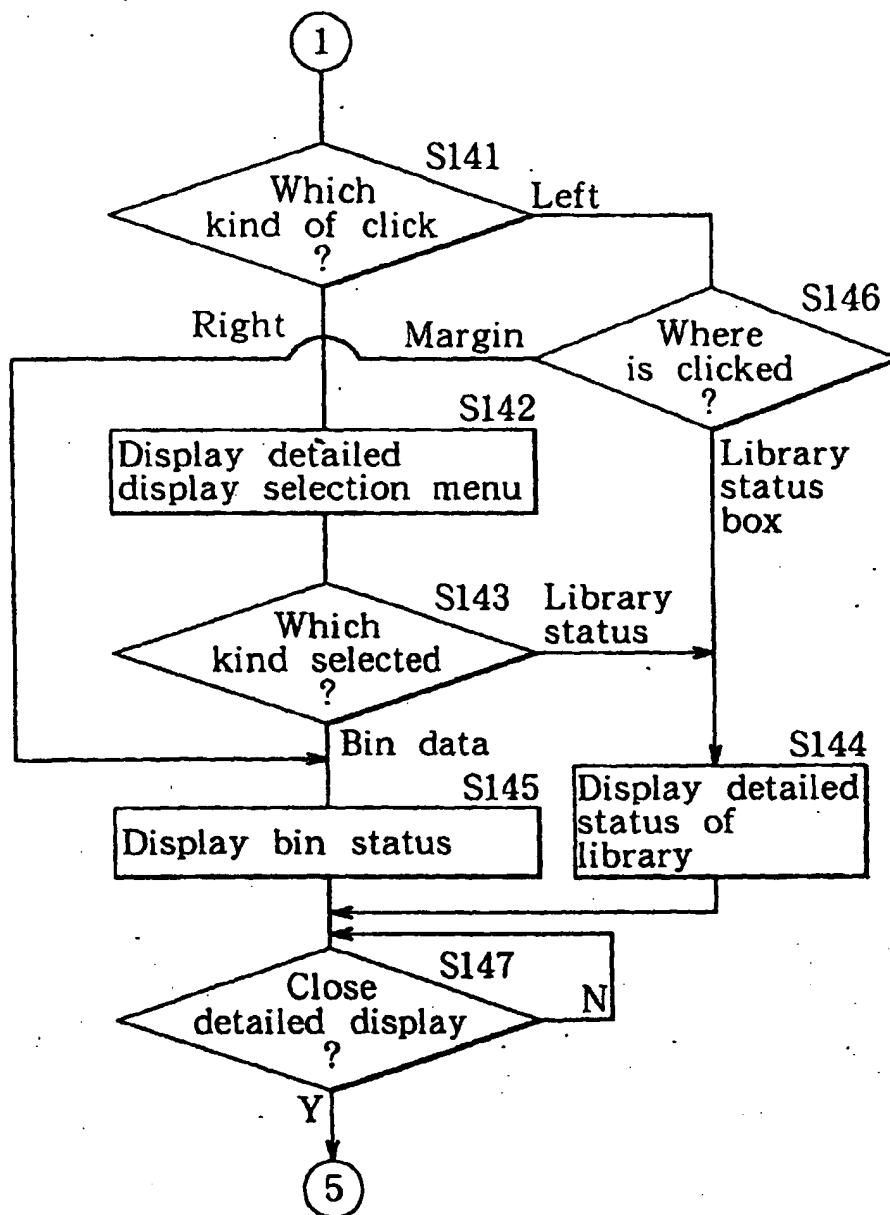 1
S141
Which
kind of click
?
Left
S146
Where
is clicked
?
Right
Margin
S142
Display detailed
display selection menu
Library
status
box
S143
Which
kind selected
?
Library
status
Bin data
S145
Display bin status
S144
Display detailed
status of
library
S147
Close
detailed display
?
N
Y
5